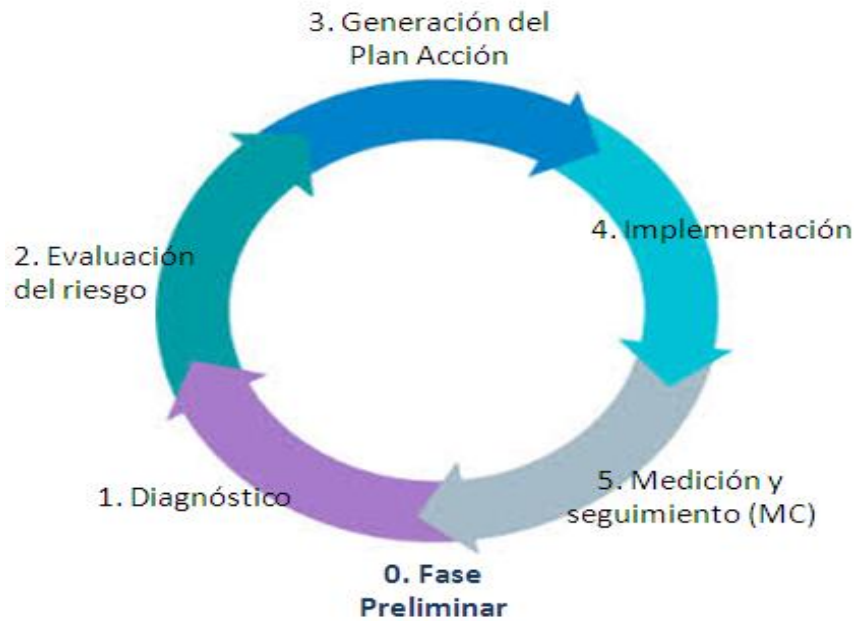 3. Generación del
Plan Acción
4. Implementación
2. Evaluación
del riesgo
1. Diagnóstico
5. Medición y
seguimiento (MC)
0. Fase
Preliminar